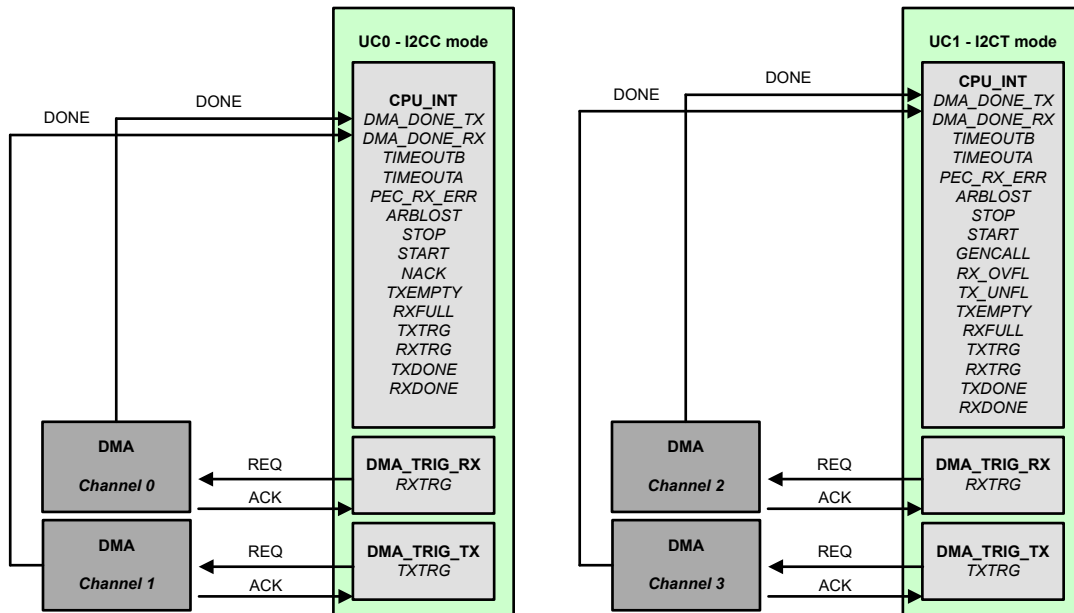 UC0 - I2CC mode
CPU_INT
DMA_DONE_TX
DMA_DONE_RX
TIMEOUTB
TIMEOUTA
PEC_RX_ERR
ARBLOST
STOP
START
NACK
TXEMPTY
RXFULL
TXTRG
RXTRG
TXDONE
RXDONE
DONE
DONE
DMA
Channel 0
REQ
ACK
DMA_TRIG_RX
RXTRG
DMA
Channel 1
REQ
ACK
DMA_TRIG_TX
TXTRG
UC1 - I2CT mode
CPU_INT
DMA_DONE_TX
DMA_DONE_RX
TIMEOUTB
TIMEOUTA
PEC_RX_ERR
ARBLOST
STOP
START
GENCALL
RX_OVFL
TX_UNFL
TXEMPTY
RXFULL
TXTRG
RXTRG
TXDONE
RXDONE
DONE
DONE
DMA
Channel 2
REQ
ACK
DMA_TRIG_RX
RXTRG
DMA
Channel 3
REQ
ACK
DMA_TRIG_TX
TXTRG